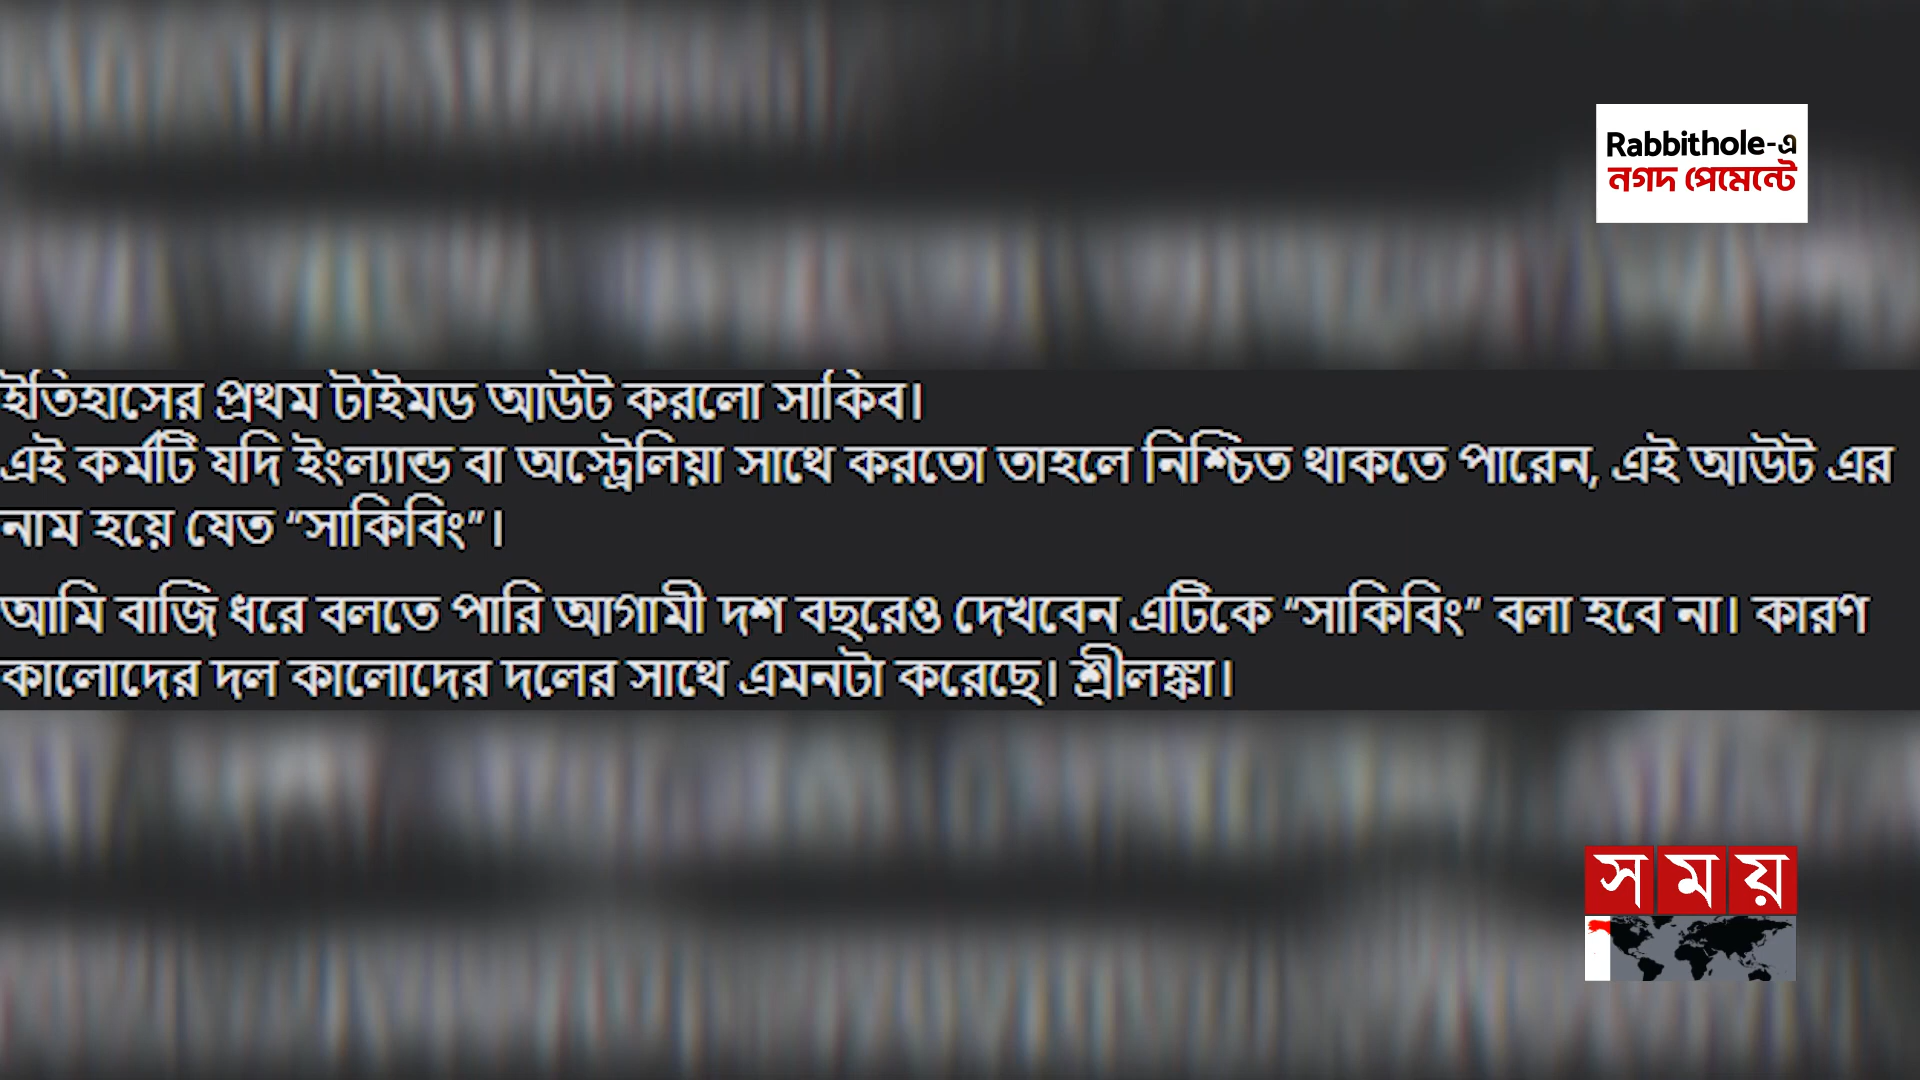 Rabbithole-এ
নগদ পেমেন্টে
ইতিহাসের প্রথম টাইমড আউট করলো সাকিব।
এই কর্মটি যদি ইংল্যান্ড বা অস্ট্রেলিয়া সাথে করতো তাহলে নিশ্চিত থাকতে পারেন, এই আউট এর
নাম হয়ে যেত “সাকিবিং”।
আমি বাজি ধরে বলতে পারি আগামী দশ বছরেও দেখবেন এটিকে “সাকিবিং” বলা হবে না। কারণ
কালোদের দল কালোদের দলের সাথে এমনটা করেছে। শ্রীলঙ্কা।
সময়